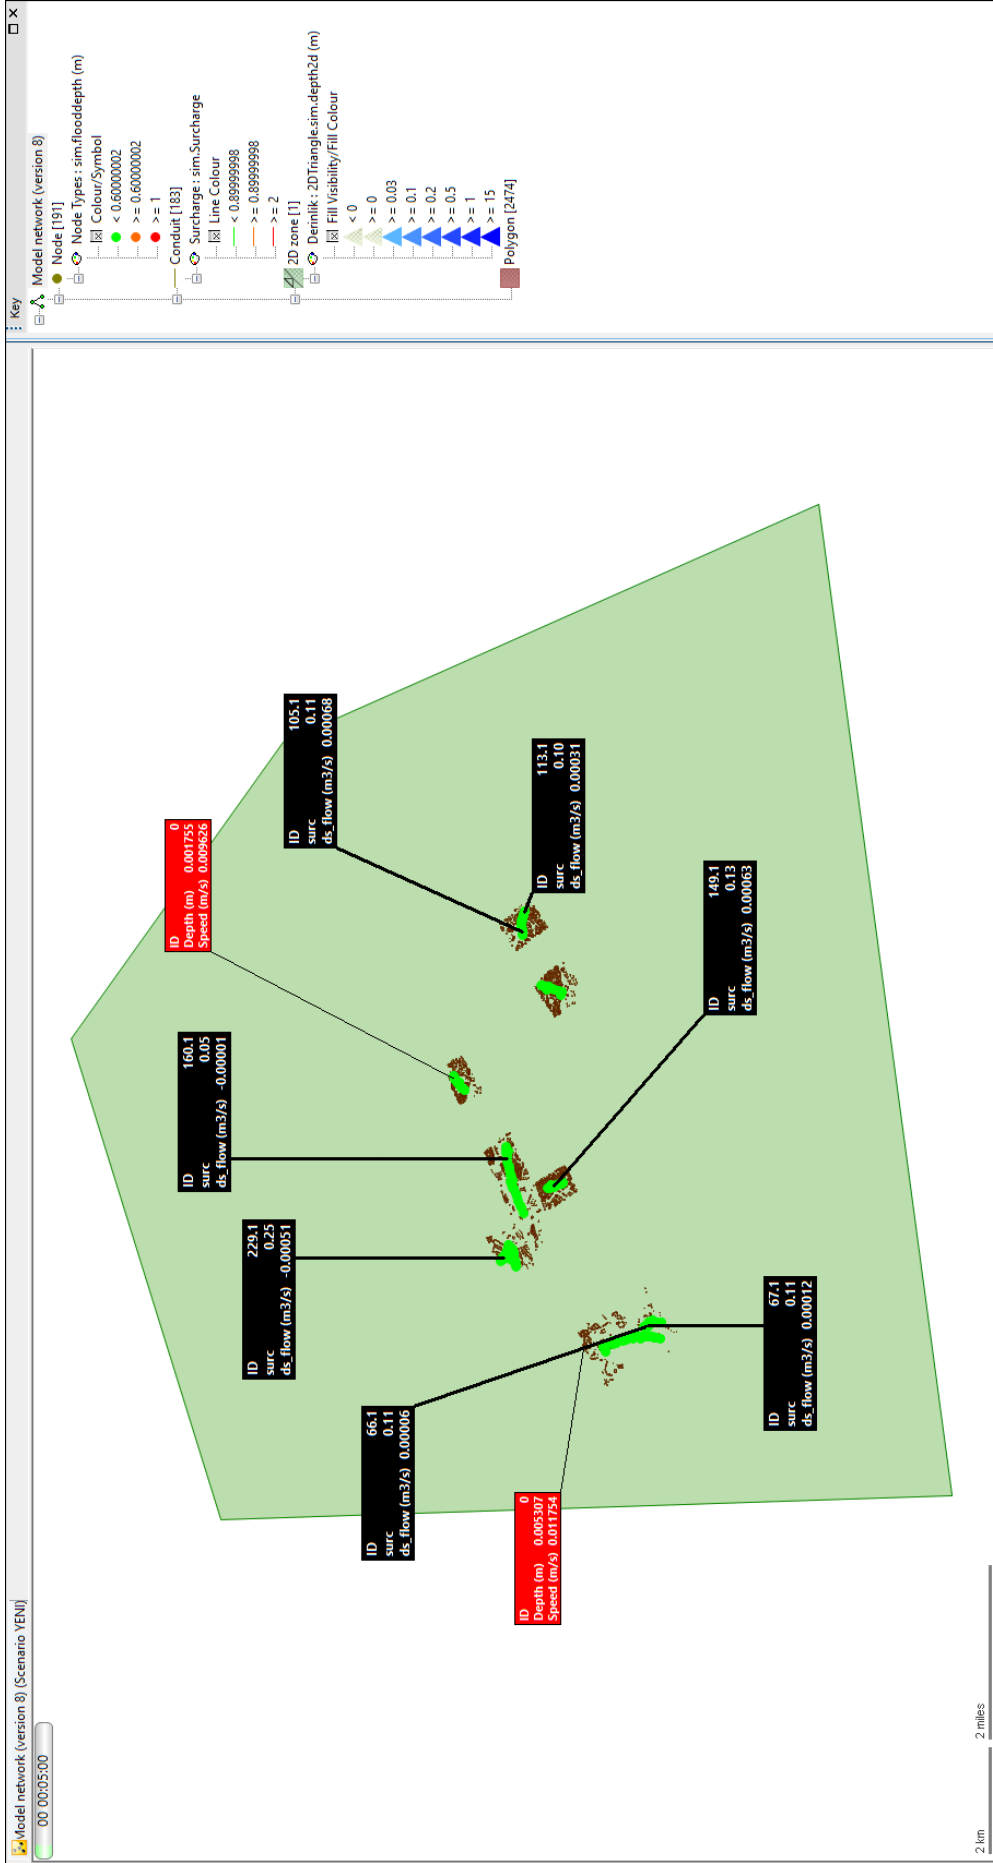 Model network (version 8) (Scenario YENI)
00 00:05:00
ID 0
Depth (m) 0.001755
Speed (m/s) 0.009626
ID 160.1
surc 0.05
ds_flow (m3/s) -0.00001
ID 229.1
surc 0.25
ds_flow (m3/s) -0.00051
ID 105.1
surc 0.11
ds_flow (m3/s) 0.00068
ID 66.1
surc 0.11
ds_flow (m3/s) 0.00006
ID 0
Depth (m) 0.005307
Speed (m/s) 0.011754
ID 113.1
surc 0.10
ds_flow (m3/s) 0.00031
ID 149.1
surc 0.13
ds_flow (m3/s) 0.00063
ID 67.1
surc 0.11
ds_flow (m3/s) 0.00012
2 km
2 miles
Key
Model network (version 8)
Node [191]
Node Types : sim.flooddepth (m)
Colour/Symbol
< 0.60000002
>= 0.60000002
>= 1
Conduit [183]
Surcharge : sim.Surcharge
Line Colour
< 0.89999998
>= 0.89999998
>= 2
2D zone [1]
Derinlik : 2DTriangle.sim.depth2d (m)
Fill Visibility/Fill Colour
< 0
>= 0
>= 0.03
>= 0.1
>= 0.2
>= 0.5
>= 1
>= 15
Polygon [2474]